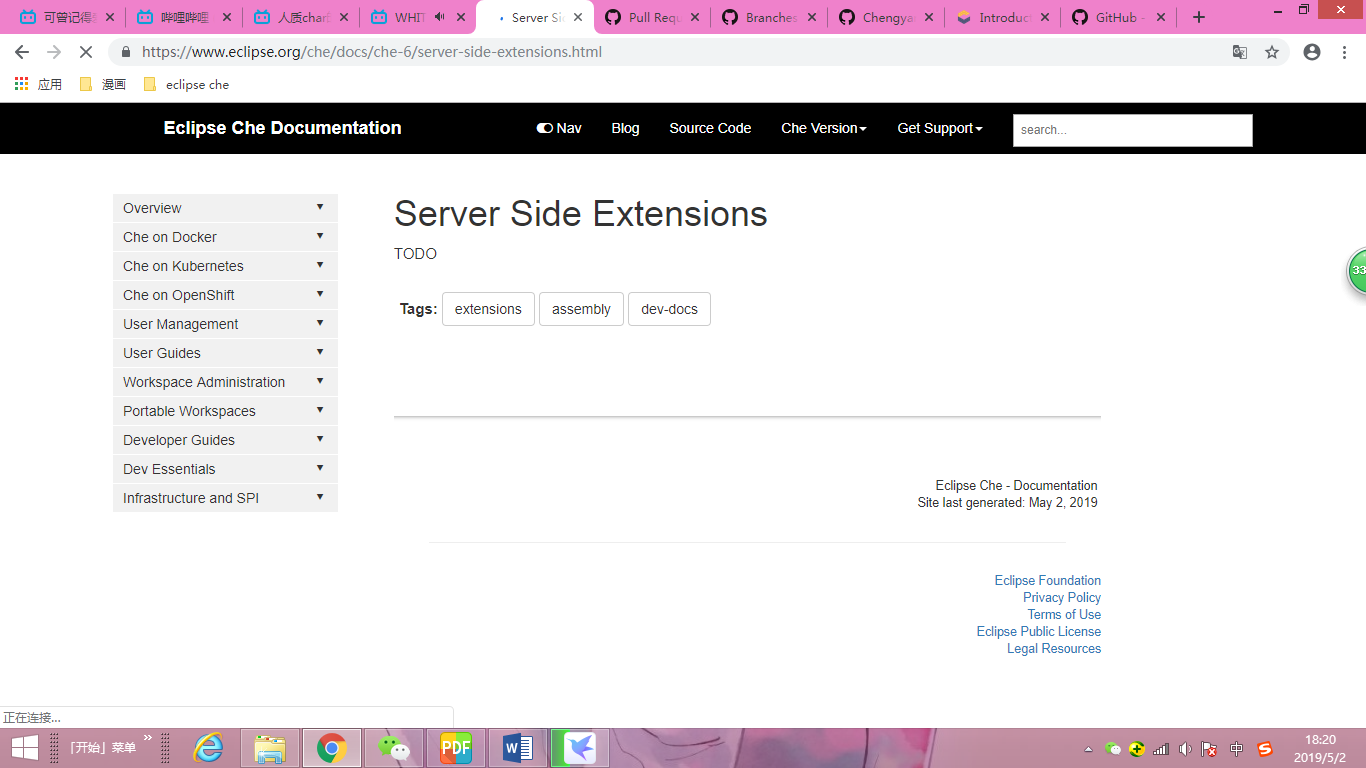 可曾记得
哔哩哔哩
人质char
WHIT
Server Si
Pull Requ
Branches
Chengya
Introduct
GitHub -
https://www.eclipse.org/che/docs/che-6/server-side-extensions.html
应用 漫画 eclipse che
Eclipse Che Documentation
Nav Blog Source Code Che Version Get Support search...
Overview
Che on Docker
Che on Kubernetes
Che on OpenShift
User Management
User Guides
Workspace Administration
Portable Workspaces
Developer Guides
Dev Essentials
Infrastructure and SPI
Server Side Extensions
TODO
Tags: extensions assembly dev-docs
33
Eclipse Che - Documentation
Site last generated: May 2, 2019
Eclipse Foundation
Privacy Policy
Terms of Use
Eclipse Public License
Legal Resources
正在连接...
「开始」菜单 »
PDF
中
18:20
2019/5/2